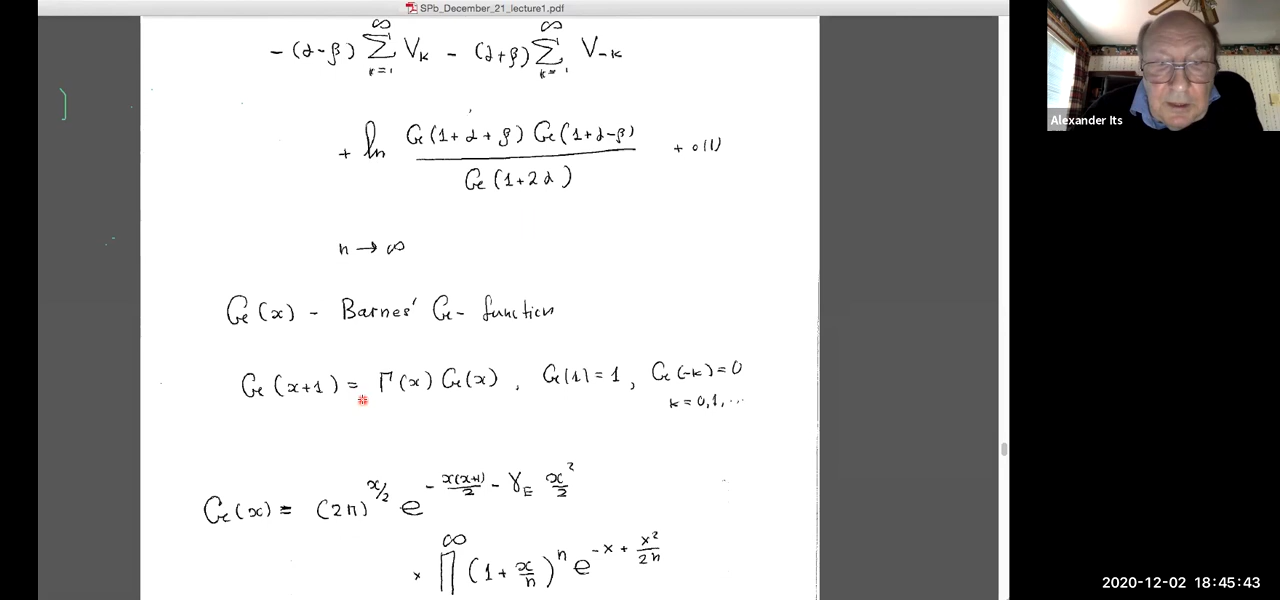 SPb_December_21_lecture1.pdf
- (α-β) ∑_{k=1}^{∞} V_k - (α+β) ∑_{k=1}^{∞} V_{-k}
+ ln G(1+α+β) G(1+α-β) / G(1+2α) + o(1)
n → ∞
G(x) - Barnes' G- function
G(x+1) = Γ(x) G(x), G(1) = 1, G(-k) = 0
k = 0,1, ...
G(x) = (2π)^{x/2} e^{-x(x+1)/2 - γ_E x²/2}
× ∏^{∞} (1 + x/n)^n e^{-x + x²/2n}
Alexander Its
2020-12-02 18:45:43